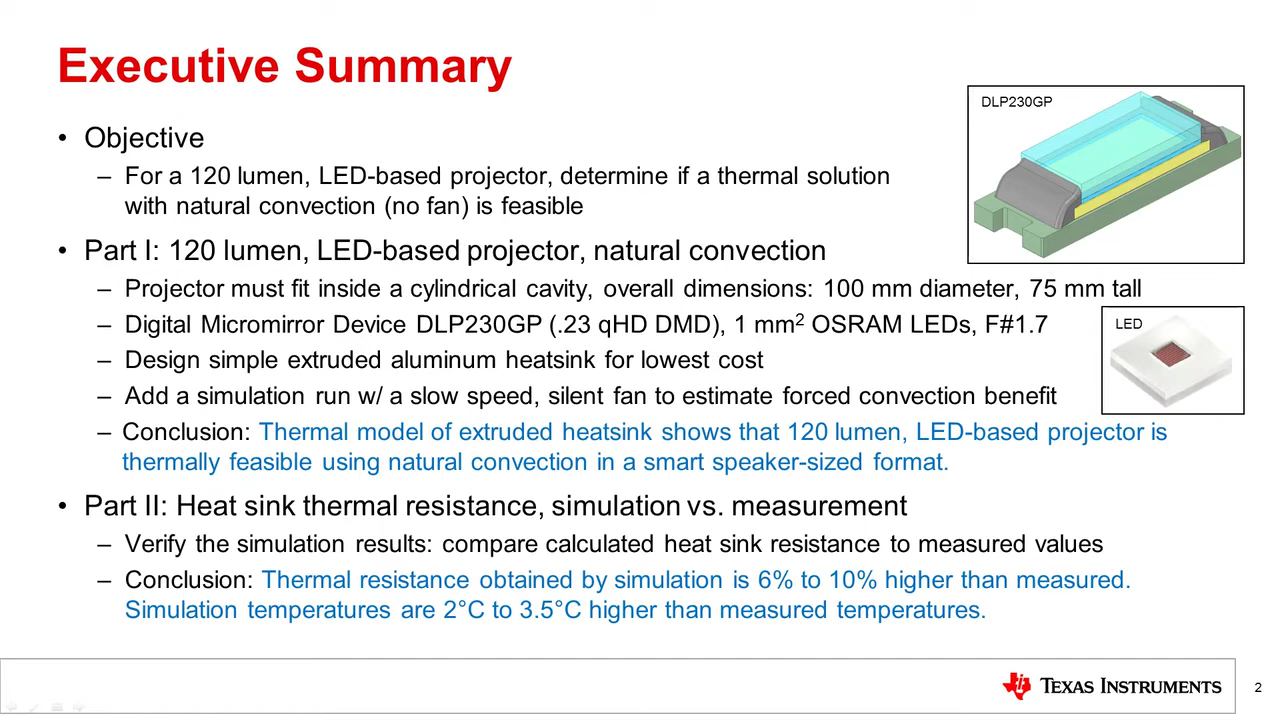 Executive Summary
DLP230GP
• Objective
– For a 120 lumen, LED-based projector, determine if a thermal solution
with natural convection (no fan) is feasible
• Part I: 120 lumen, LED-based projector, natural convection
– Projector must fit inside a cylindrical cavity, overall dimensions: 100 mm diameter, 75 mm tall
– Digital Micromirror Device DLP230GP (.23 qHD DMD), 1 mm² OSRAM LEDs, F#1.7
LED
– Design simple extruded aluminum heatsink for lowest cost
– Add a simulation run w/ a slow speed, silent fan to estimate forced convection benefit
– Conclusion: Thermal model of extruded heatsink shows that 120 lumen, LED-based projector is
thermally feasible using natural convection in a smart speaker-sized format.
• Part II: Heat sink thermal resistance, simulation vs. measurement
– Verify the simulation results: compare calculated heat sink resistance to measured values
– Conclusion: Thermal resistance obtained by simulation is 6% to 10% higher than measured.
Simulation temperatures are 2°C to 3.5°C higher than measured temperatures.
TEXAS INSTRUMENTS
2